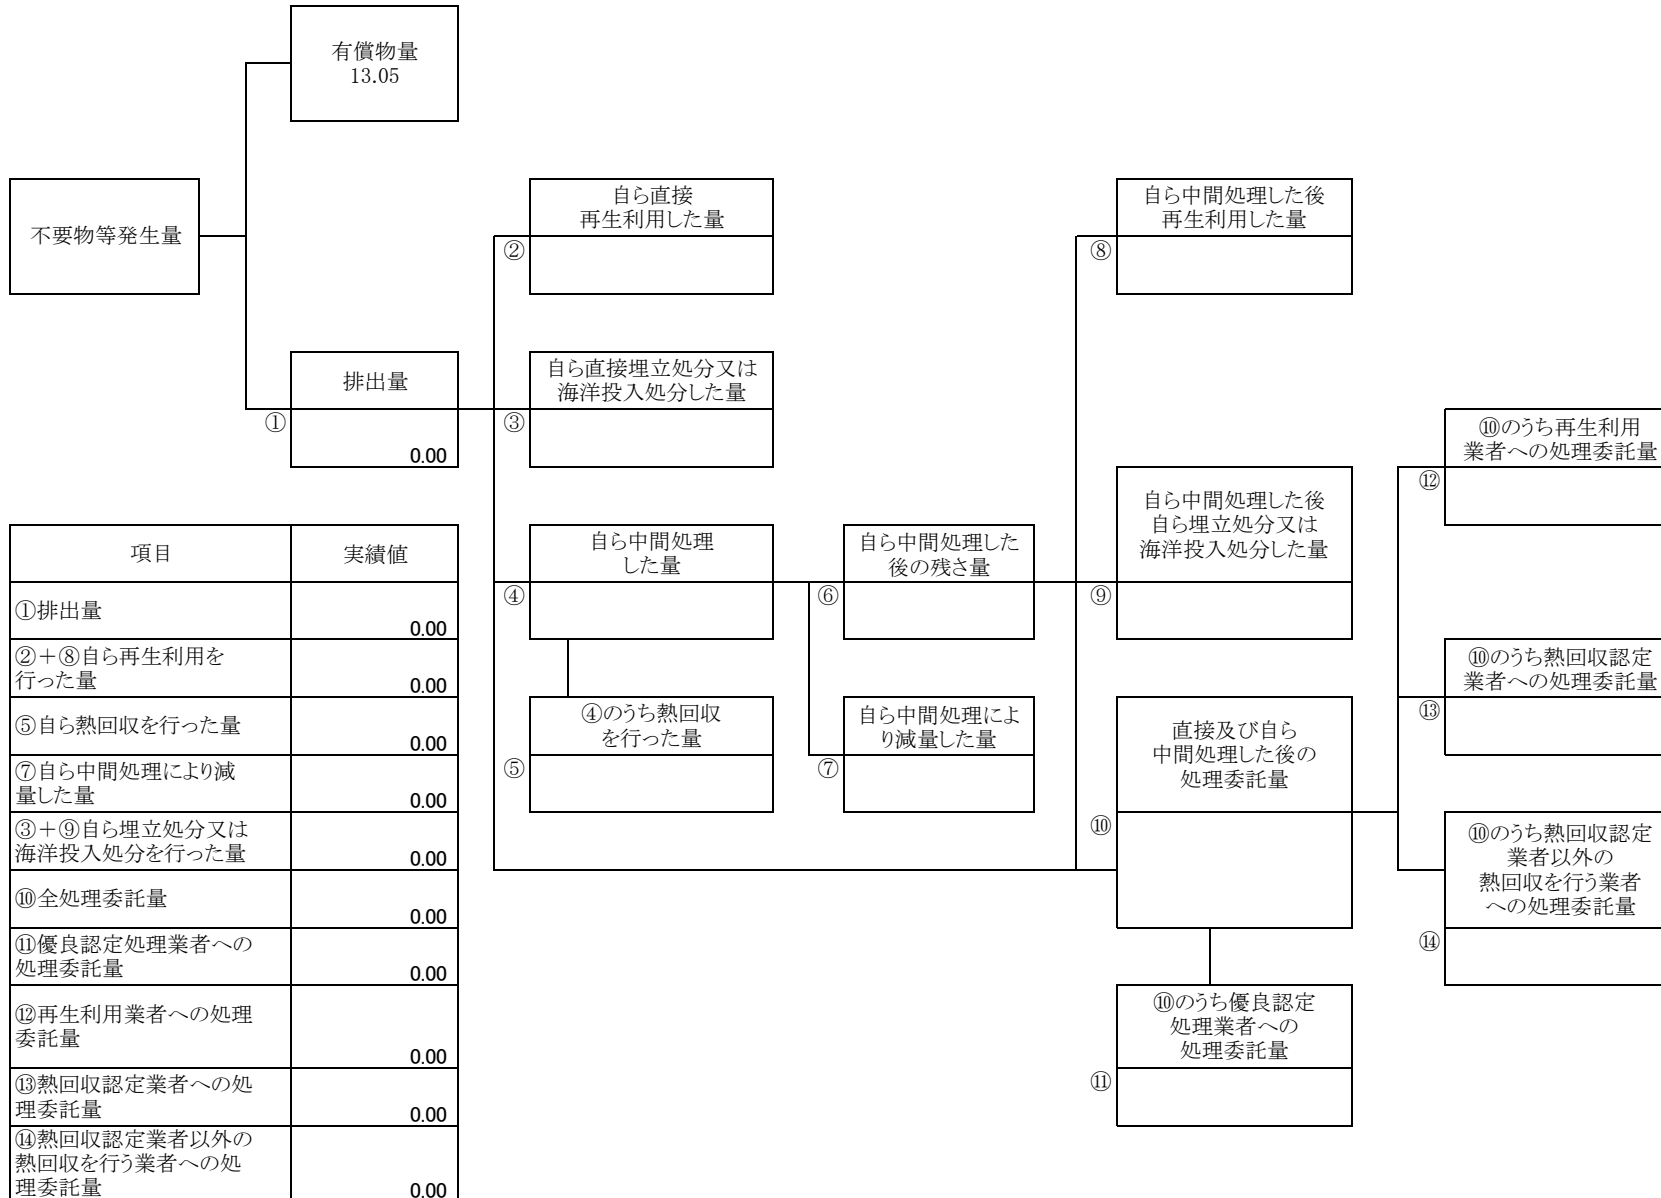 有償物量
13.05
不要物等発生量
自ら直接
再生利用した量
②
自ら中間処理した後
再生利用した量
⑧
排出量
①
0.00
自ら直接埋立処分又は
海洋投入処分した量
③
⑩のうち再生利用
業者への処理委託量
⑫
自ら中間処理
した量
④
自ら中間処理した
後の残さ量
⑥
自ら中間処理した後
自ら埋立処分又は
海洋投入処分した量
⑨
④のうち熱回収
を行った量
⑤
自ら中間処理によ
り減量した量
⑦
直接及び自ら
中間処理した後の
処理委託量
⑩
⑩のうち熱回収認定
業者への処理委託量
⑬
⑩のうち熱回収認定
業者以外の
熱回収を行う業者
への処理委託量
⑭
⑩のうち優良認定
処理業者への
処理委託量
⑪
項目 実績値
①排出量
0.00
②＋⑧自ら再生利用を
行った量
0.00
⑤自ら熱回収を行った量
0.00
⑦自ら中間処理により減
量した量
0.00
③＋⑨自ら埋立処分又は
海洋投入処分を行った量
0.00
⑩全処理委託量
0.00
⑪優良認定処理業者への
処理委託量
0.00
⑫再生利用業者への処理
委託量
0.00
⑬熱回収認定業者への処
理委託量
0.00
⑭熱回収認定業者以外の
熱回収を行う業者への処
理委託量
0.00